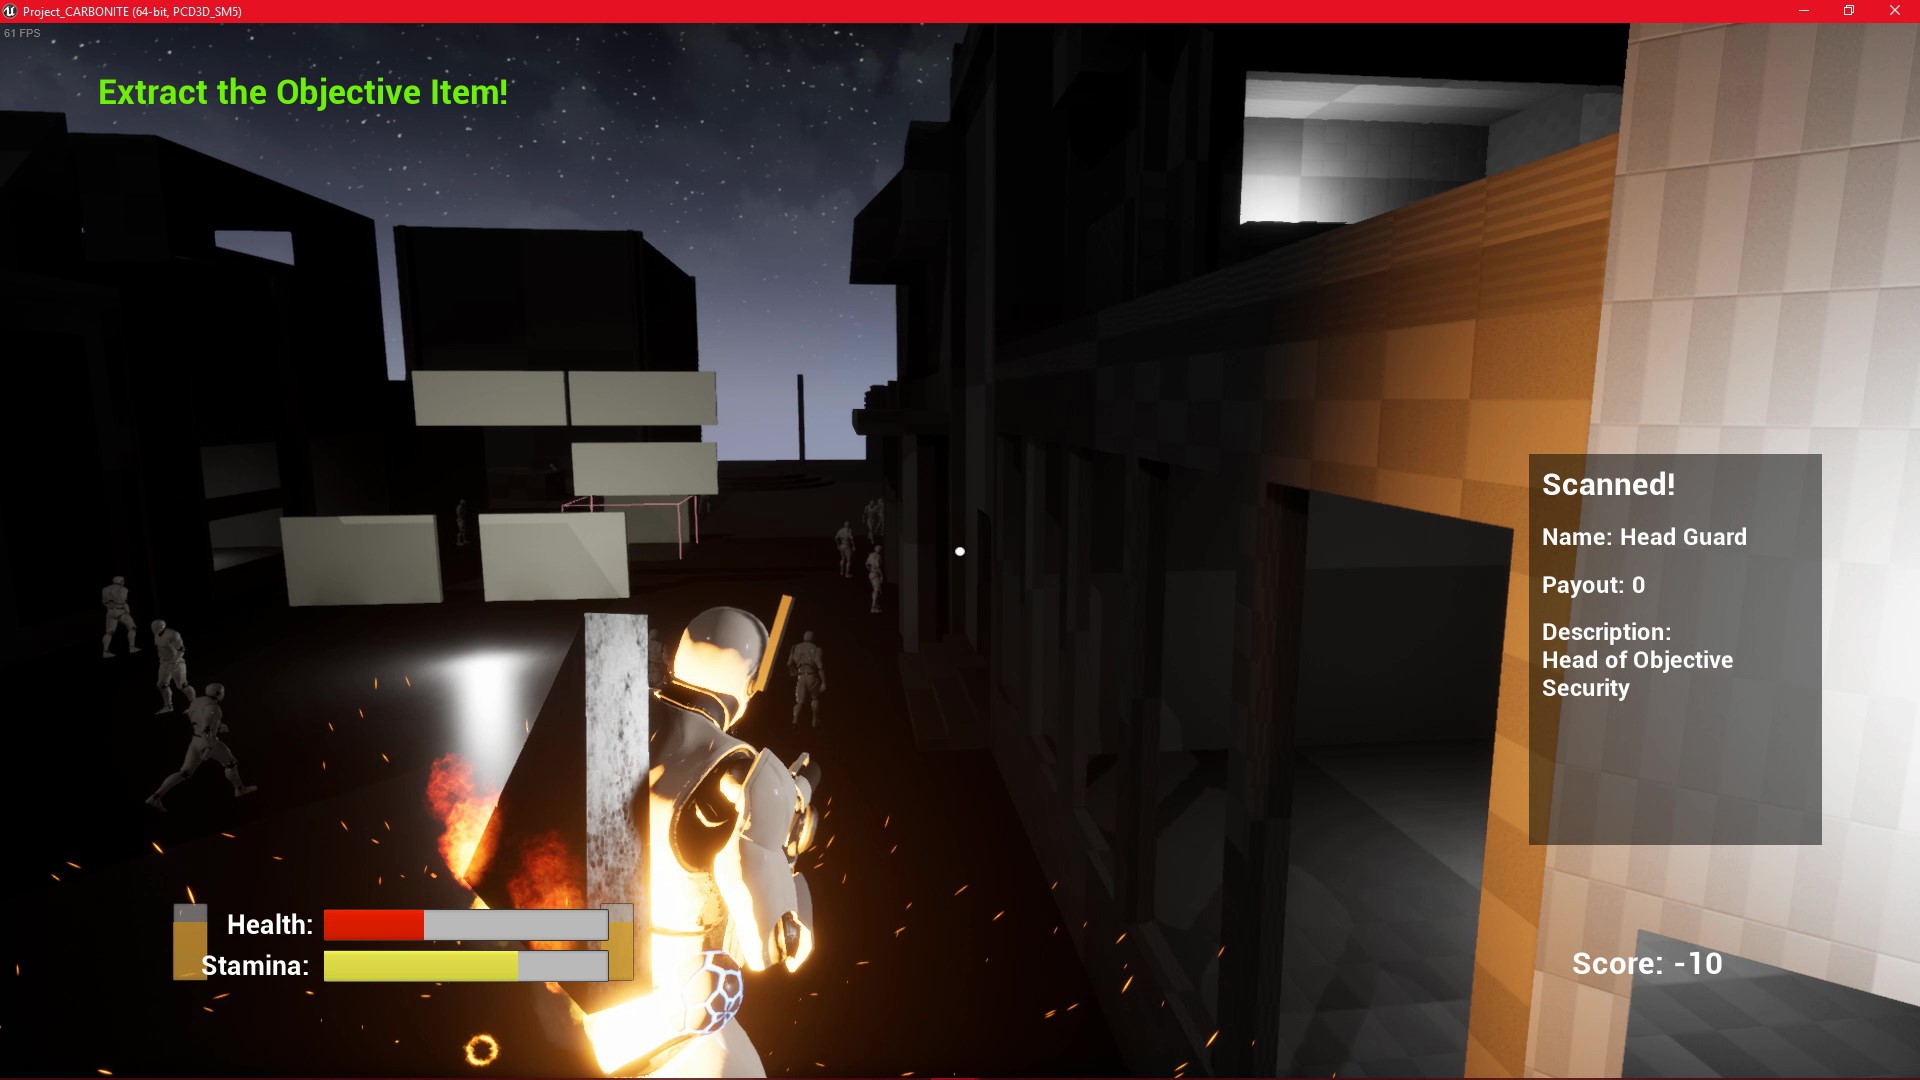 Project_CARBONITE (64-bit, PCD3D_SM5)
61 FPS
Extract the Objective Item!
Scanned!
Name: Head Guard
Payout: 0
Description:
Head of Objective
Security
Health:
Stamina:
Score: -10